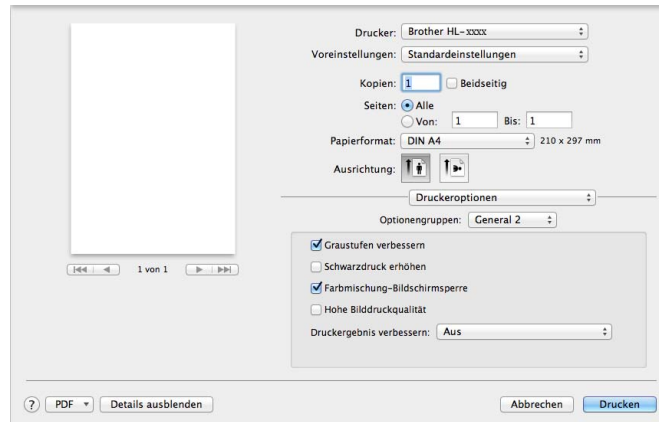 Drucker: Brother HL-xxxx
Voreinstellungen: Standardeinstellungen
Kopien: 1 Beidseitig
Seiten: Alle
Von: 1 Bis: 1
Papierformat: DIN A4 210 x 297 mm
Ausrichtung:
Druckeroptionen
Optionengruppen: General 2
Graustufen verbessern
Schwarzdruck erhöhen
Farbmischung-Bildschirmsperre
Hohe Bilddruckqualität
Druckergebnis verbessern: Aus
1 von 1
? PDF Details ausblenden Abbrechen Drucken